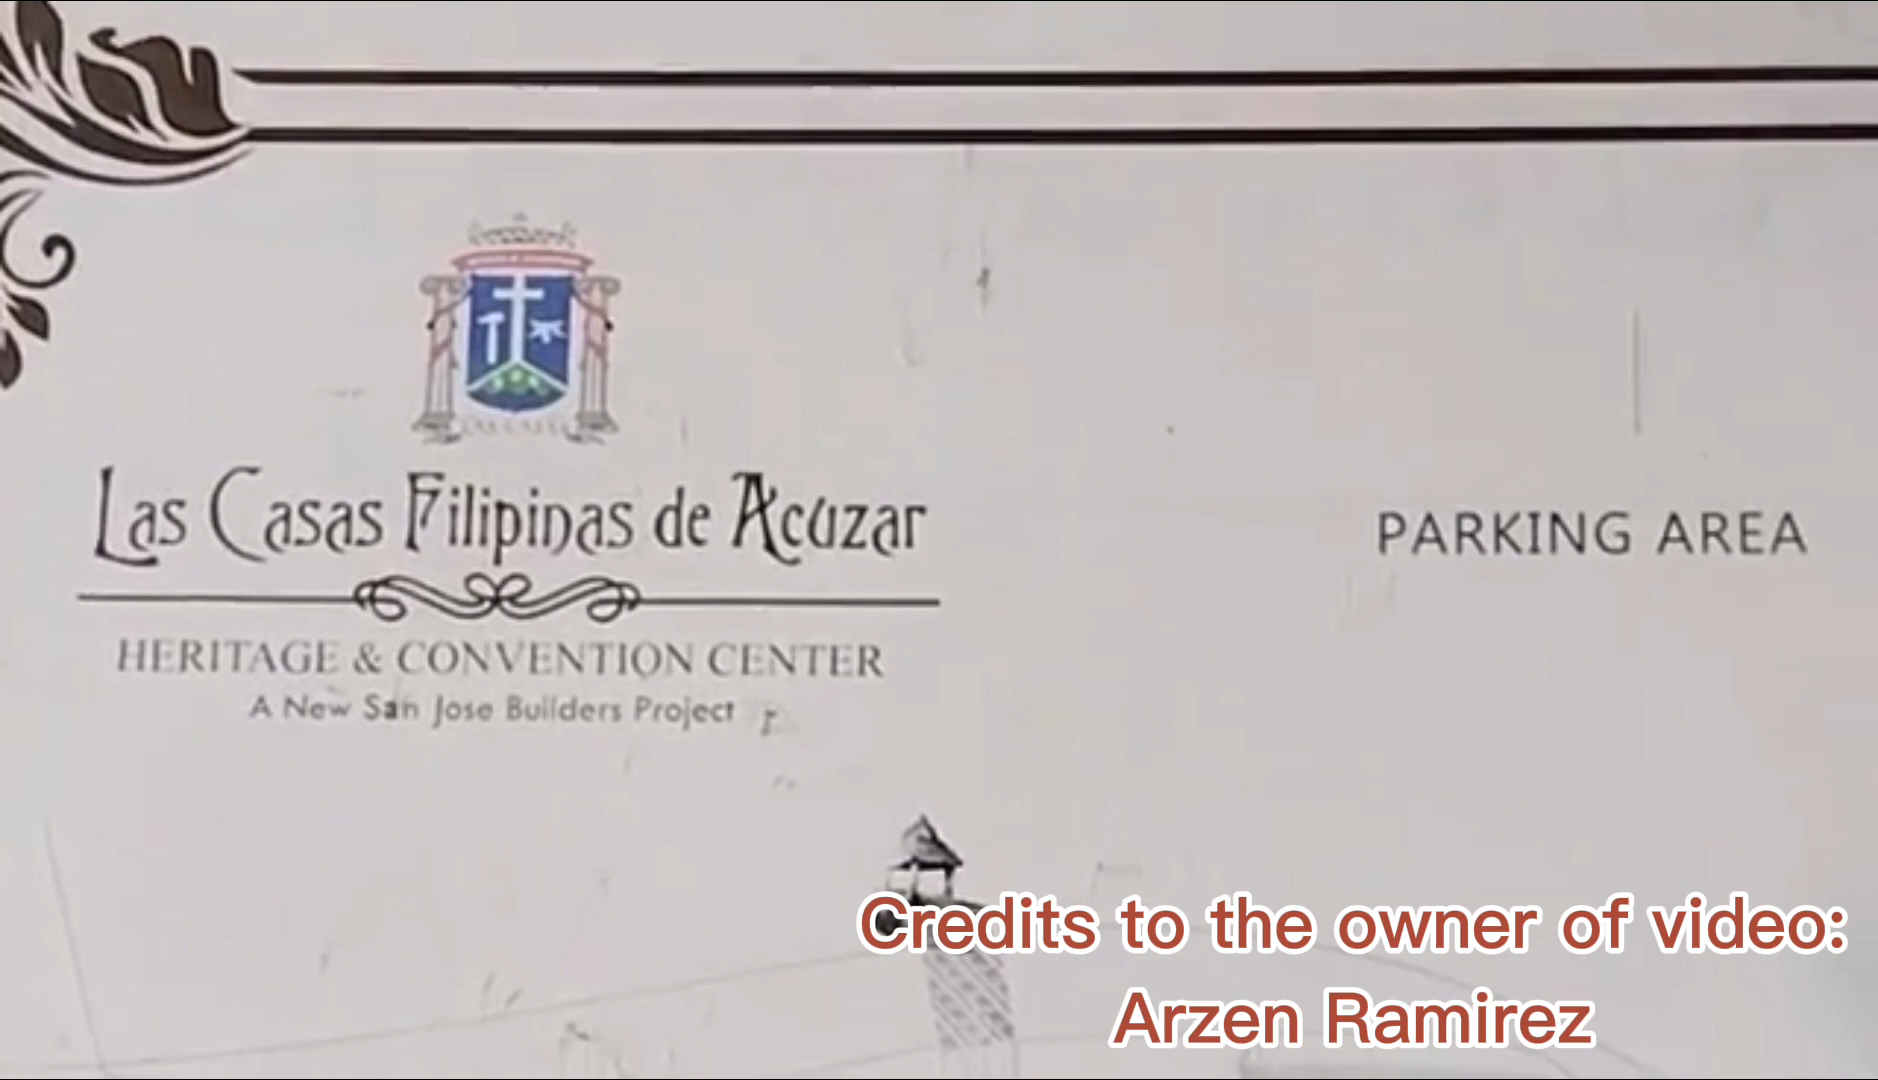 Las Casas Filipinas de Acuzar
PARKING AREA
HERITAGE & CONVENTION CENTER
A New San Jose Builders Project
Credits to the owner of video:
Arzen Ramirez